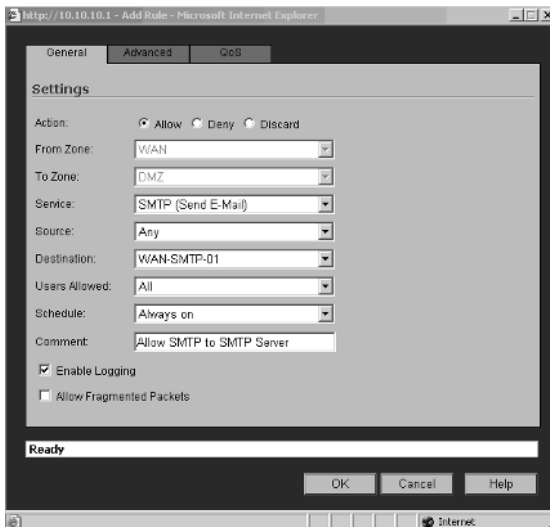 http://10.10.10.1 - Add Rule - Microsoft Internet Explorer
General Advanced QoS
Settings
Action: Allow Deny Discard
From Zone: WAN
To Zone: DMZ
Service: SMTP (Send E-Mail)
Source: Any
Destination: WAN-SMTP-01
Users Allowed: All
Schedule: Always on
Comment: Allow SMTP to SMTP Server
Enable Logging
Allow Fragmented Packets
Ready
OK Cancel Help
Internet